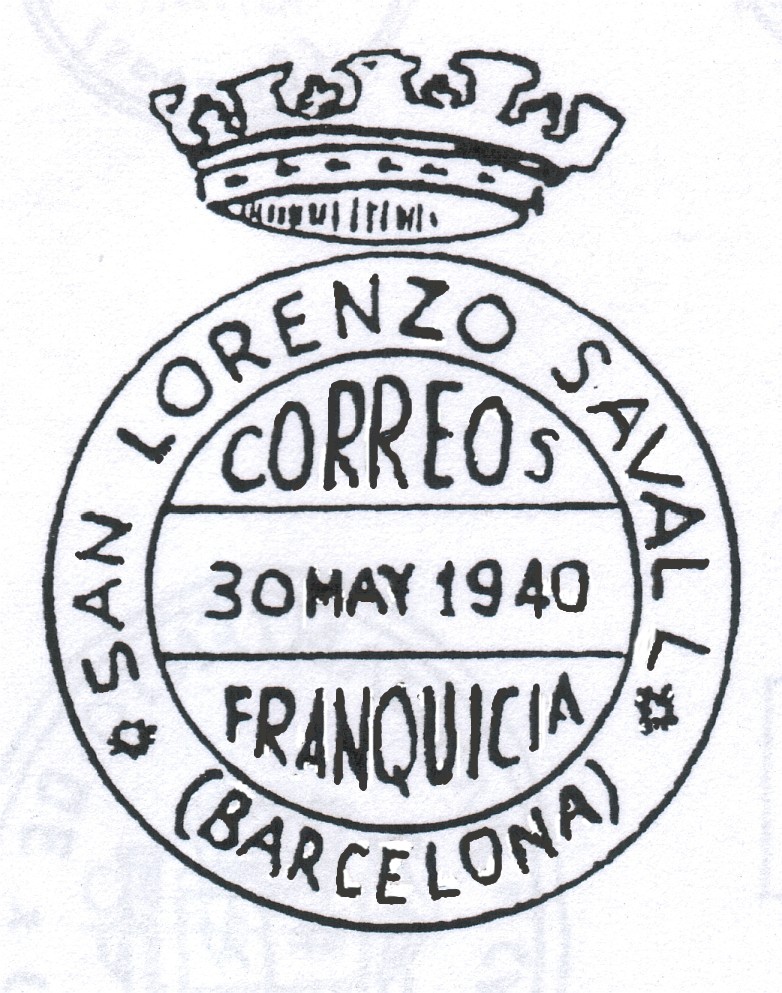 SAN LORENZO SAVALL
CORREOS
30 MAY 1940
FRANQUICIA
(BARCELONA)